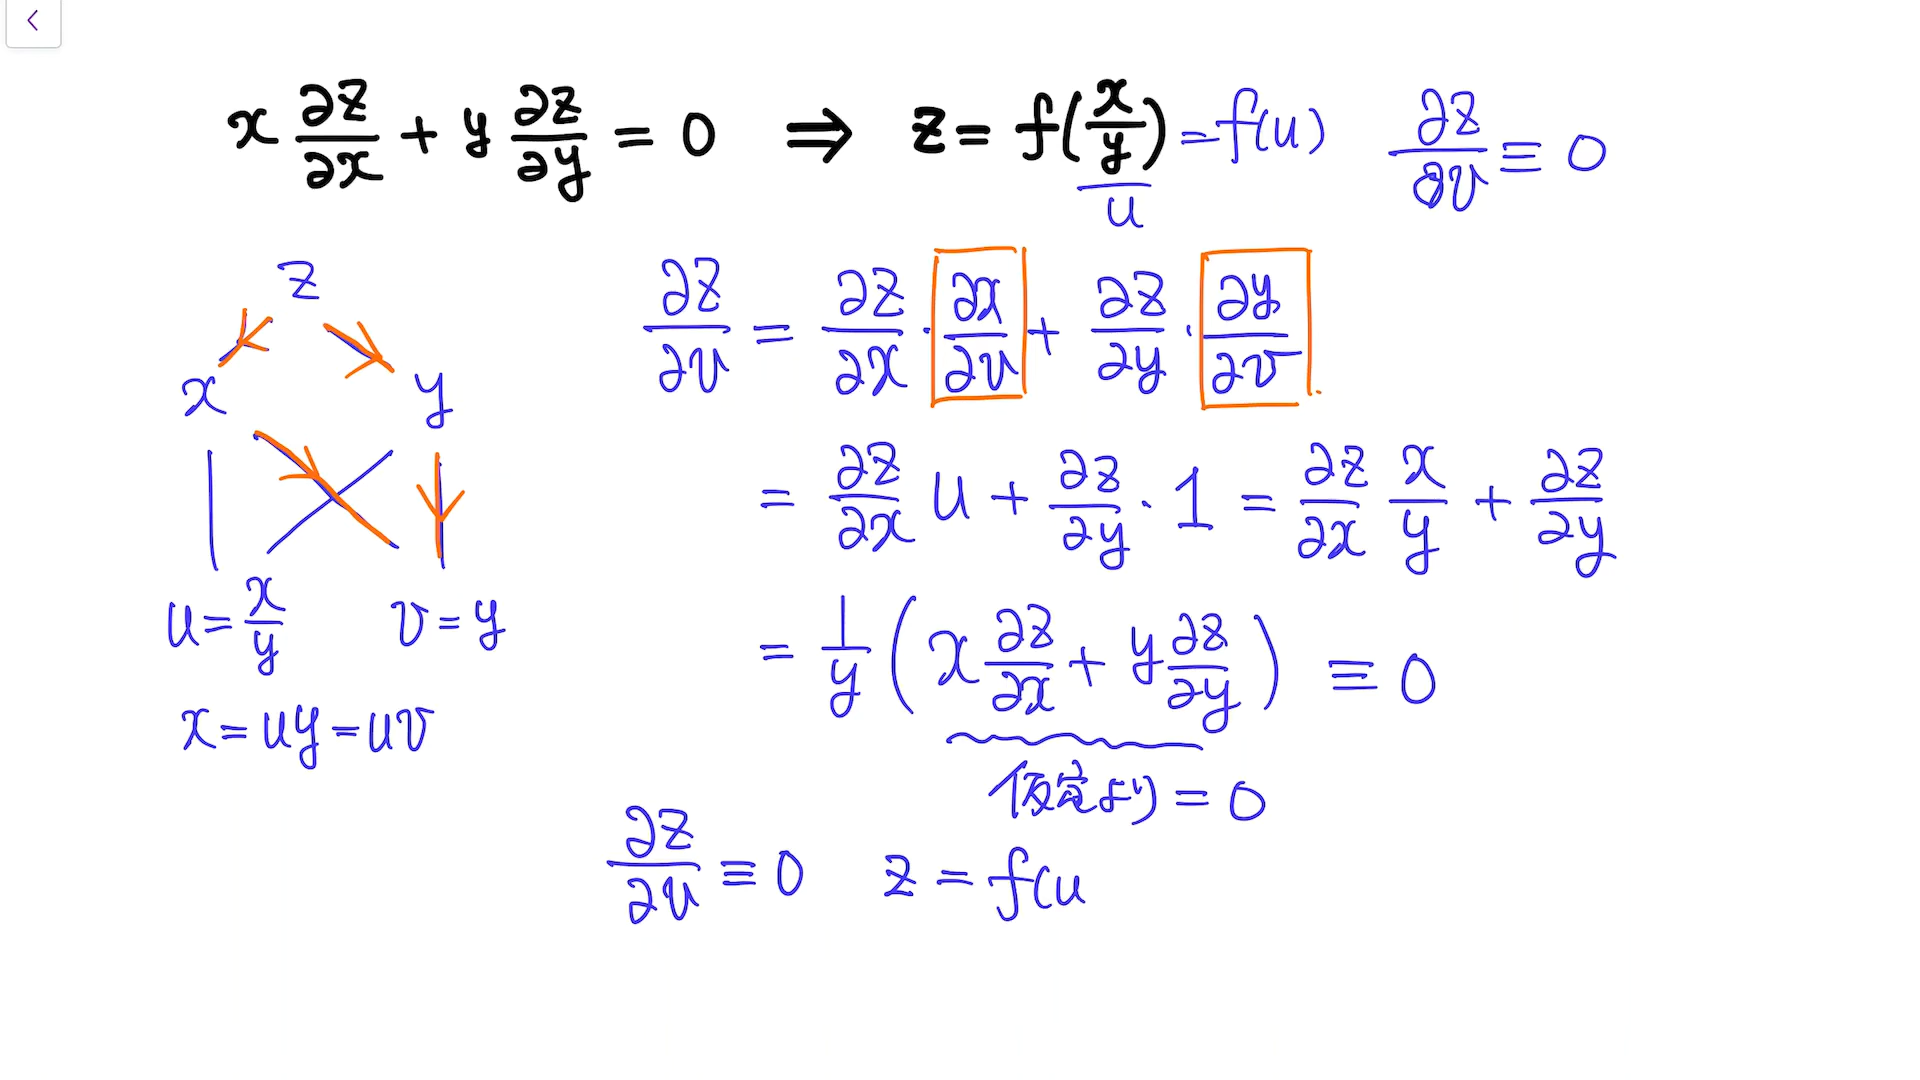 x ∂z/∂x + y ∂z/∂y = 0 ⇒ z = f(x/y) = f(u) ∂z/∂v ≡ 0
u
z
∂z/∂v = ∂z/∂x · ∂x/∂v + ∂z/∂y · ∂y/∂v .
x y
= ∂z/∂x u + ∂z/∂y · 1 = ∂z/∂x x/y + ∂z/∂y
u = x/y v = y
= 1/y ( x ∂z/∂x + y ∂z/∂y ) ≡ 0
x = uy = uv
仮定より = 0
∂z/∂v ≡ 0 z = f(u